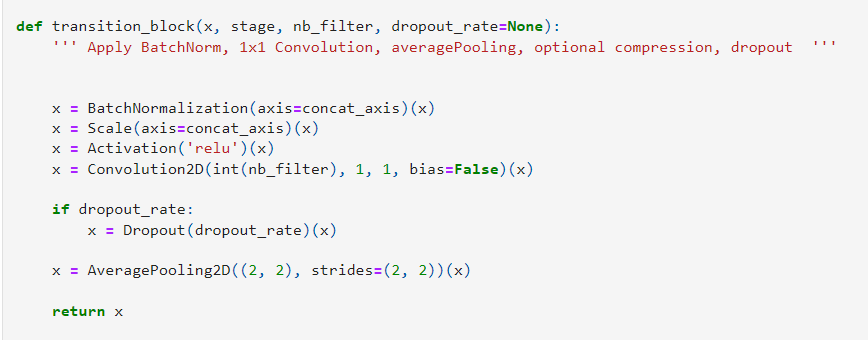 def transition_block(x, stage, nb_filter, dropout_rate=None):
    ''' Apply BatchNorm, 1x1 Convolution, averagePooling, optional compression, dropout  '''
    x = BatchNormalization(axis=concat_axis)(x)
    x = Scale(axis=concat_axis)(x)
    x = Activation('relu')(x)
    x = Convolution2D(int(nb_filter), 1, 1, bias=False)(x)
    if dropout_rate:
        x = Dropout(dropout_rate)(x)
    x = AveragePooling2D((2, 2), strides=(2, 2))(x)
    return x